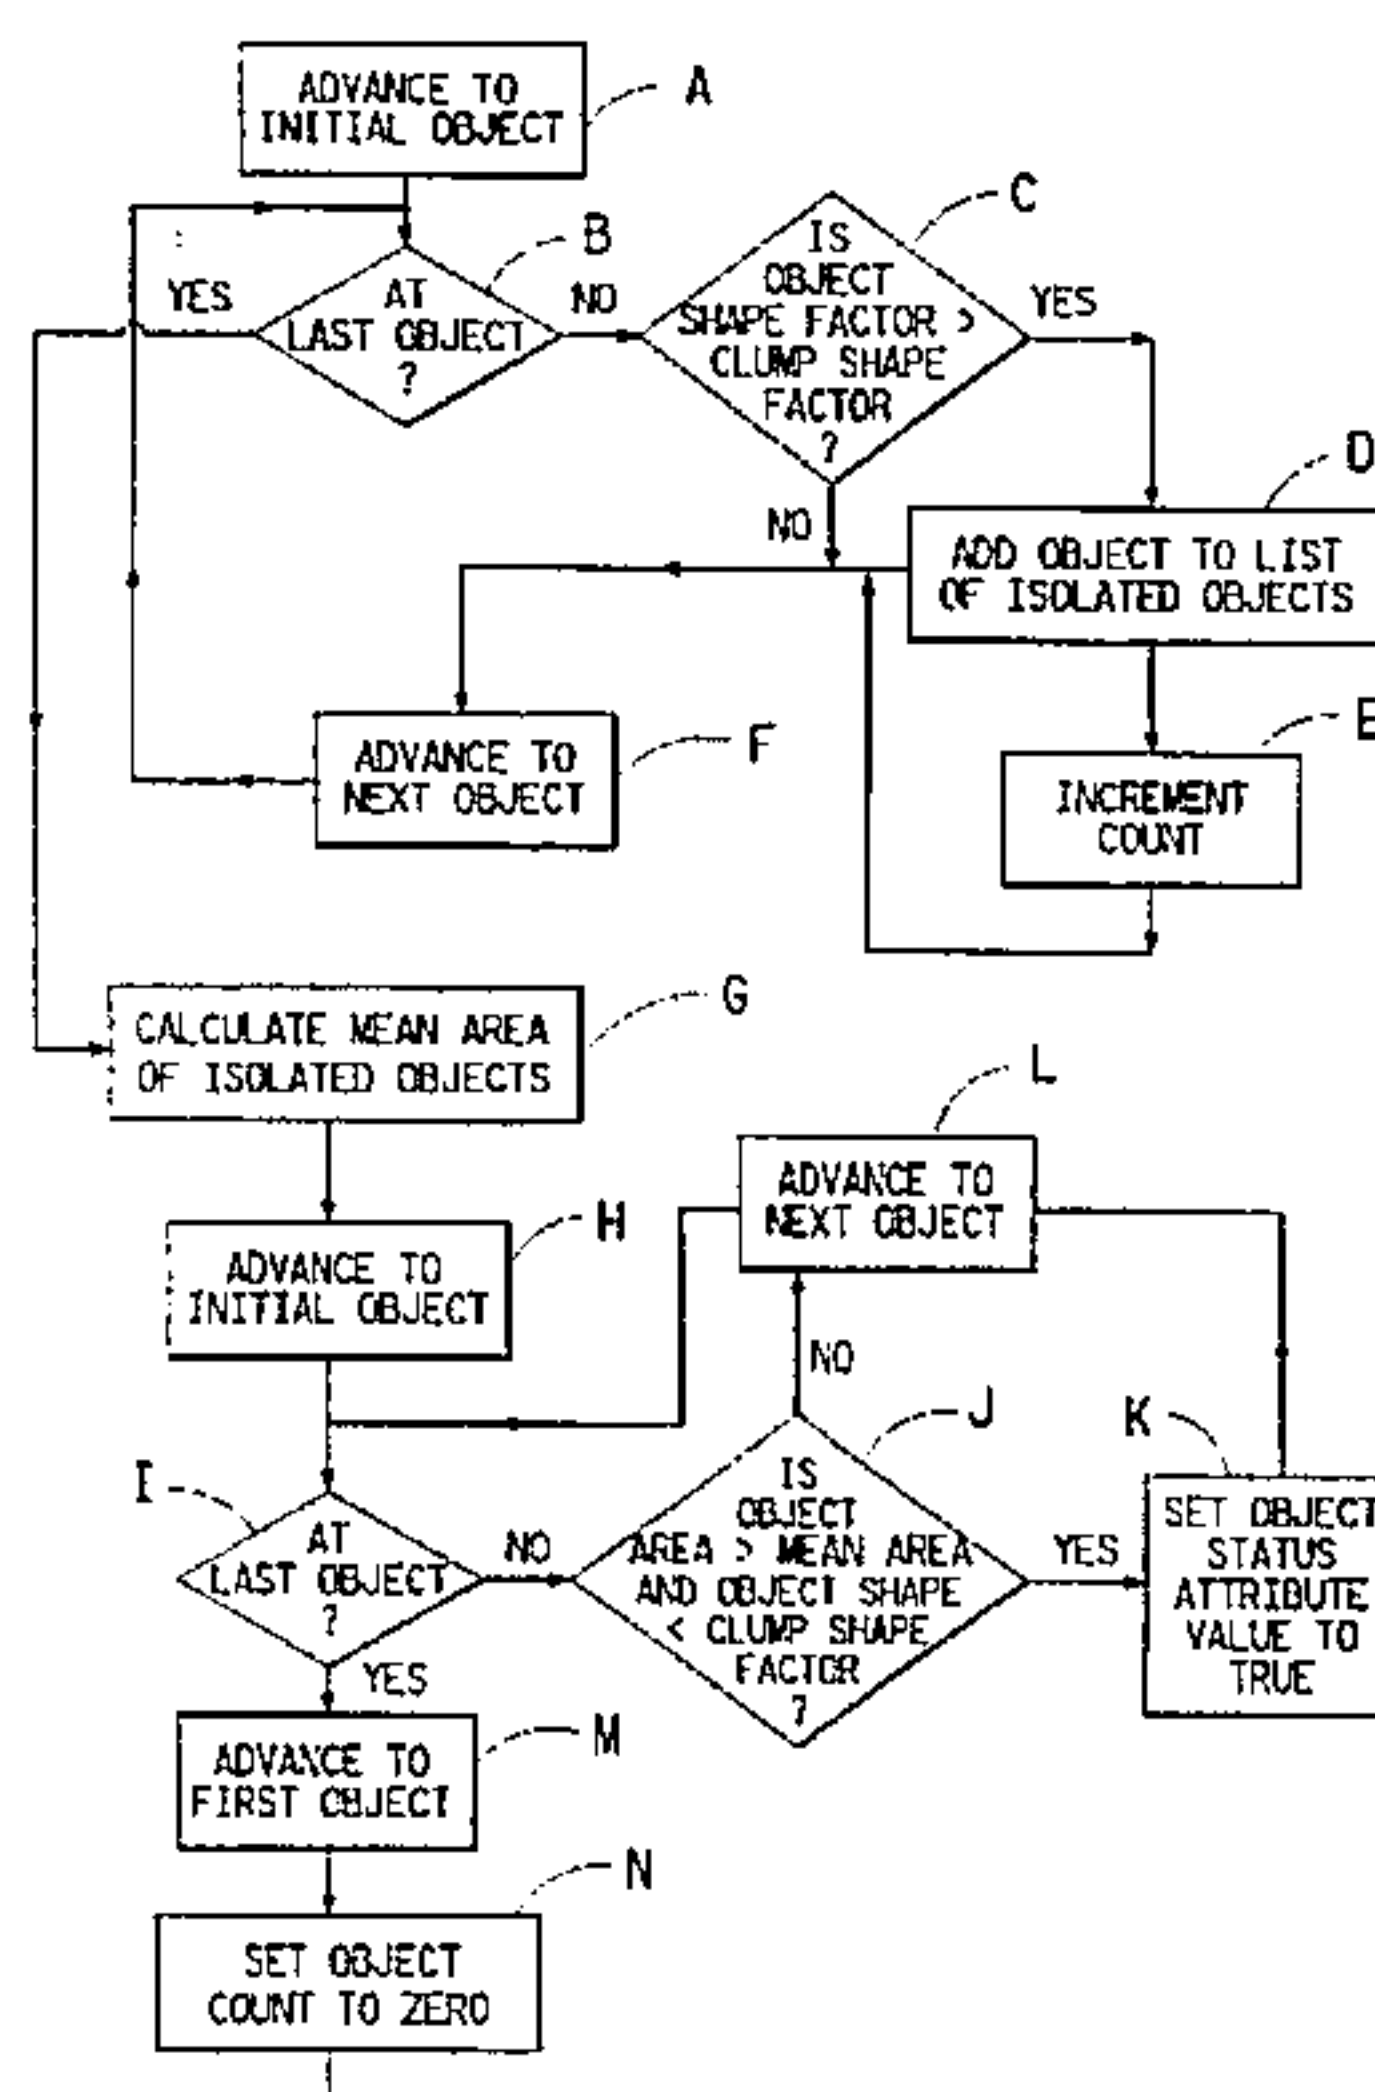 ADVANCE TO
INITIAL OBJECT
A
B
AT
LAST OBJECT
?
YES
NO
C
IS
OBJECT
SHAPE FACTOR >
CLUMP SHAPE
FACTOR
?
YES
NO
D
ADD OBJECT TO LIST
OF ISOLATED OBJECTS
E
INCREMENT
COUNT
F
ADVANCE TO
NEXT OBJECT
G
CALCULATE MEAN AREA
OF ISOLATED OBJECTS
H
ADVANCE TO
INITIAL OBJECT
L
ADVANCE TO
NEXT OBJECT
NO
I
AT
LAST OBJECT
?
NO
YES
J
IS
OBJECT
AREA > MEAN AREA
AND OBJECT SHAPE
< CLUMP SHAPE
FACTOR
?
YES
K
SET OBJECT
STATUS
ATTRIBUTE
VALUE TO
TRUE
M
ADVANCE TO
FIRST OBJECT
N
SET OBJECT
COUNT TO ZERO